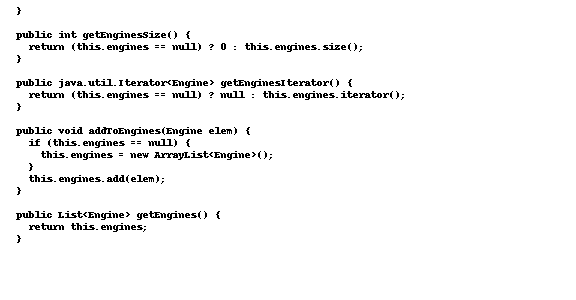 }
public int getEnginesSize() {
return (this.engines == null) ? 0 : this.engines.size();
}
public java.util.Iterator<Engine> getEnginesIterator() {
return (this.engines == null) ? null : this.engines.iterator();
}
public void addToEngines(Engine elem) {
if (this.engines == null) {
this.engines = new ArrayList<Engine>();
}
this.engines.add(elem);
}
public List<Engine> getEngines() {
return this.engines;
}